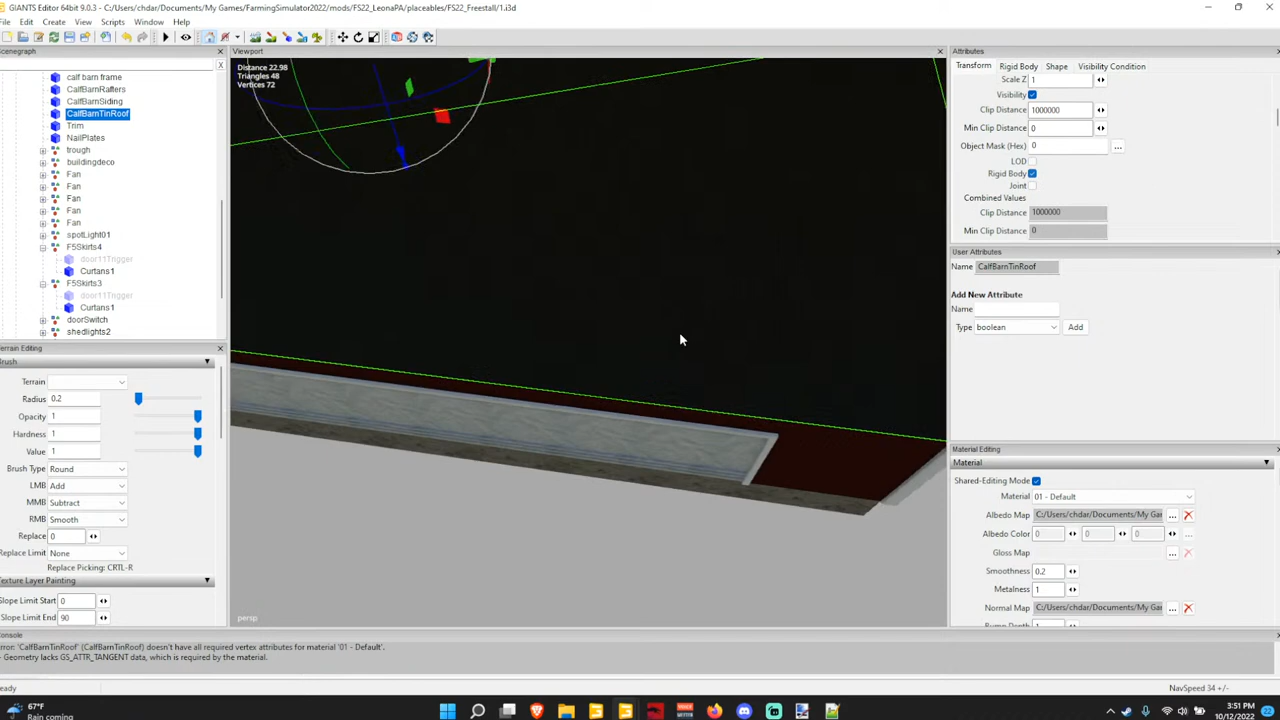 GIANTS Editor 64bit 9.0.3 - C:/Users/chdar/Documents/My Games/FarmingSimulator2022/mods/FS22_LeonaPA/placeables/FS22_Freestall/1.i3d
File Edit Create View Scripts Window Help
Scenegraph
calf barn frame
CalfBarnRafters
CalfBarnSiding
CalfBarnTinRoof
Trim
NailPlates
trough
buildingdeco
Fan
Fan
Fan
Fan
Fan
spotLight01
F5Skirts4
door11Trigger
Curtans1
F5Skirts3
door11Trigger
Curtans1
doorSwitch
shedlights2
Terrain Editing
Brush
Terrain
Radius 0.2
Opacity 1
Hardness 1
Value 1
Brush Type Round
LMB Add
MMB Subtract
RMB Smooth
Replace 0
Replace Limit None
Replace Picking: CRTL-R
Texture Layer Painting
Slope Limit Start 0
Slope Limit End 90
Viewport
Distance 22.98
Triangles 48
Vertices 72
persp
Attributes
Transform Rigid Body Shape Visibility Condition
Scale Z 1
Visibility
Clip Distance 1000000
Min Clip Distance 0
Object Mask (Hex) 0 ...
LOD
Rigid Body
Joint
Combined Values
Clip Distance 1000000
Min Clip Distance 0
User Attributes
Name CalfBarnTinRoof
Add New Attribute
Name
Type boolean Add
Material Editing
Material
Shared-Editing Mode
Material 01 - Default
Albedo Map C:/Users/chdar/Documents/My Gar ...
Albedo Color 0 0 0 ...
Gloss Map ...
Smoothness 0.2
Metalness 1
Normal Map C:/Users/chdar/Documents/My Gar ...
Bump Depth 1
Console
Error: 'CalfBarnTinRoof' (CalfBarnTinRoof) doesn't have all required vertex attributes for material '01 - Default'.
- Geometry lacks GS_ATTR_TANGENT data, which is required by the material.
Ready
NavSpeed 34 +/-
67°F
Rain coming
3:51 PM
10/12/2022